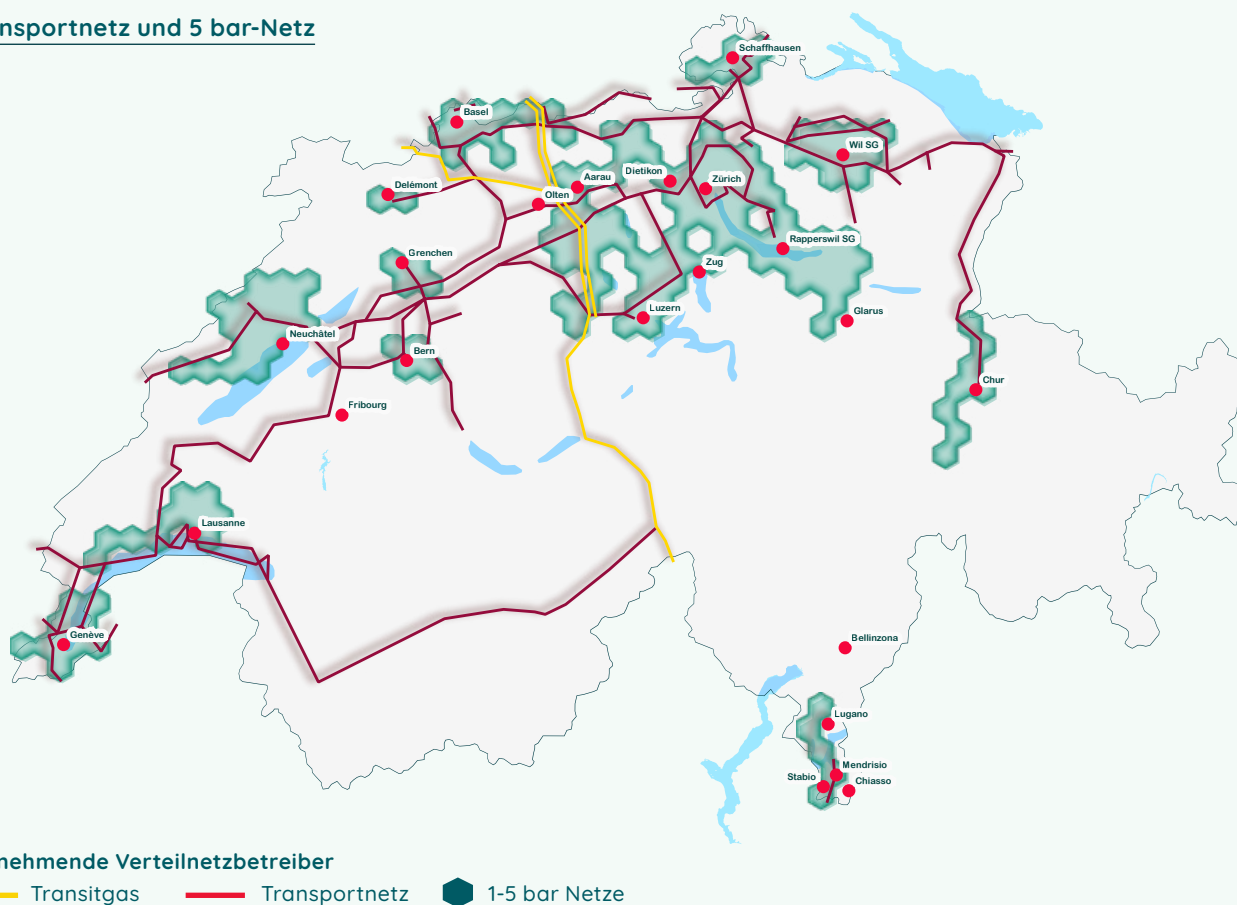 nsportnetz und 5 bar-Netz
Schaffhausen
Basel
Wil SG
Dietikon
Aarau
Zürich
Delémont
Olten
Rapperswil SG
Grenchen
Zug
Luzern
Glarus
Neuchâtel
Bern
Chur
Fribourg
Lausanne
Genève
Bellinzona
Lugano
Mendrisio
Stabio
Chiasso
nehmende Verteilnetzbetreiber
Transitgas
Transportnetz
1-5 bar Netze